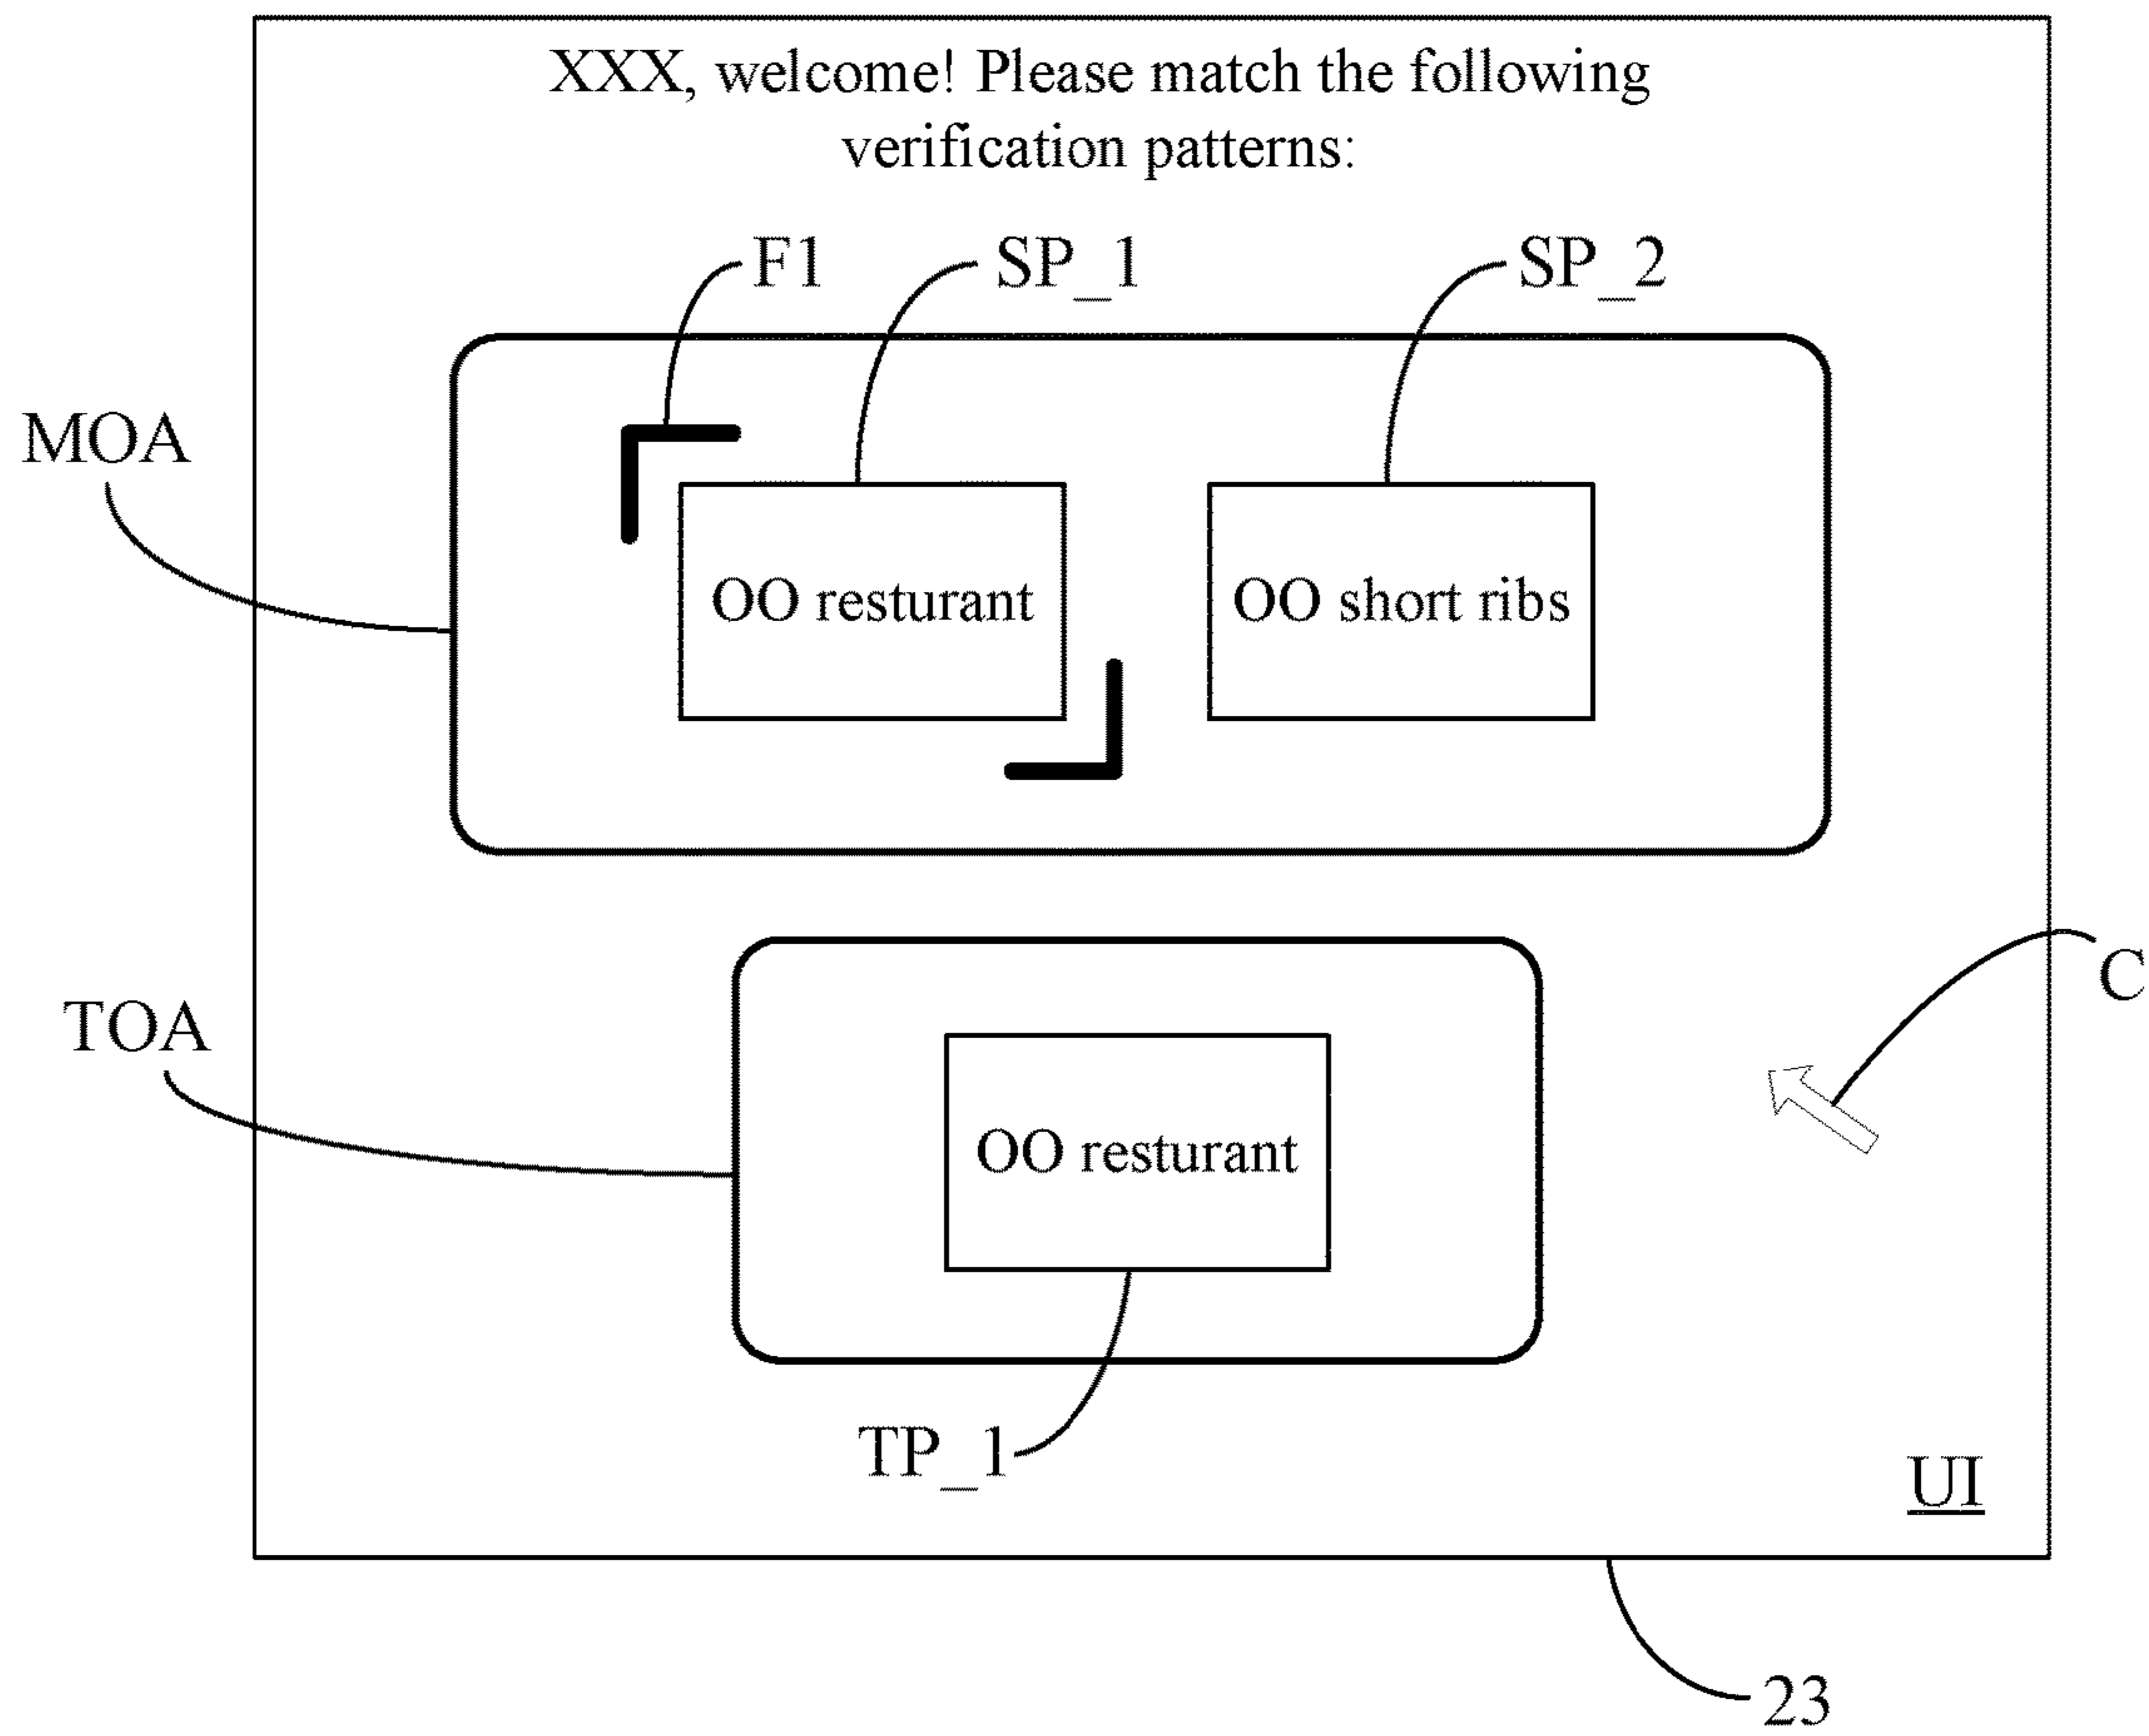 XXX, welcome! Please match the following
verification patterns:
F1 SP_1 SP_2
MOA
OO resturant OO short ribs
C
TOA
OO resturant
TP_1
UI
23